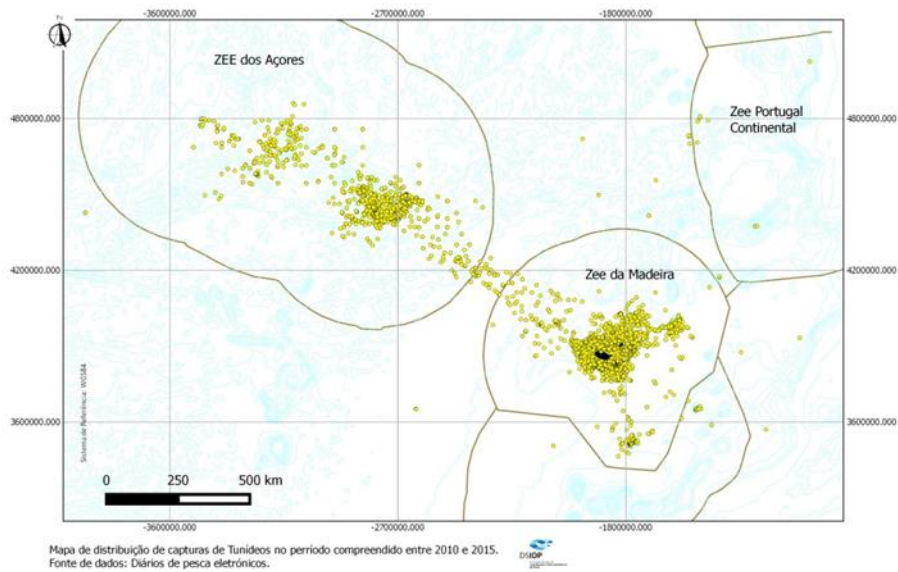 -3600000.000 -2700000.000 -1800000.000
N
ZEE dos Açores
Zee Portugal
Continental
4800000.000 4800000.000
4200000.000 4200000.000
Zee da Madeira
3600000.000 3600000.000
Sistema de Referência: WGS84
0 250 500 km
-3600000.000 -2700000.000 -1800000.000
Mapa de distribuição de capturas de Tunídeos no perríodo compreendido entre 2010 e 2015.
Fonte de dados: Diários de pesca eletrónicos.
DSIDP